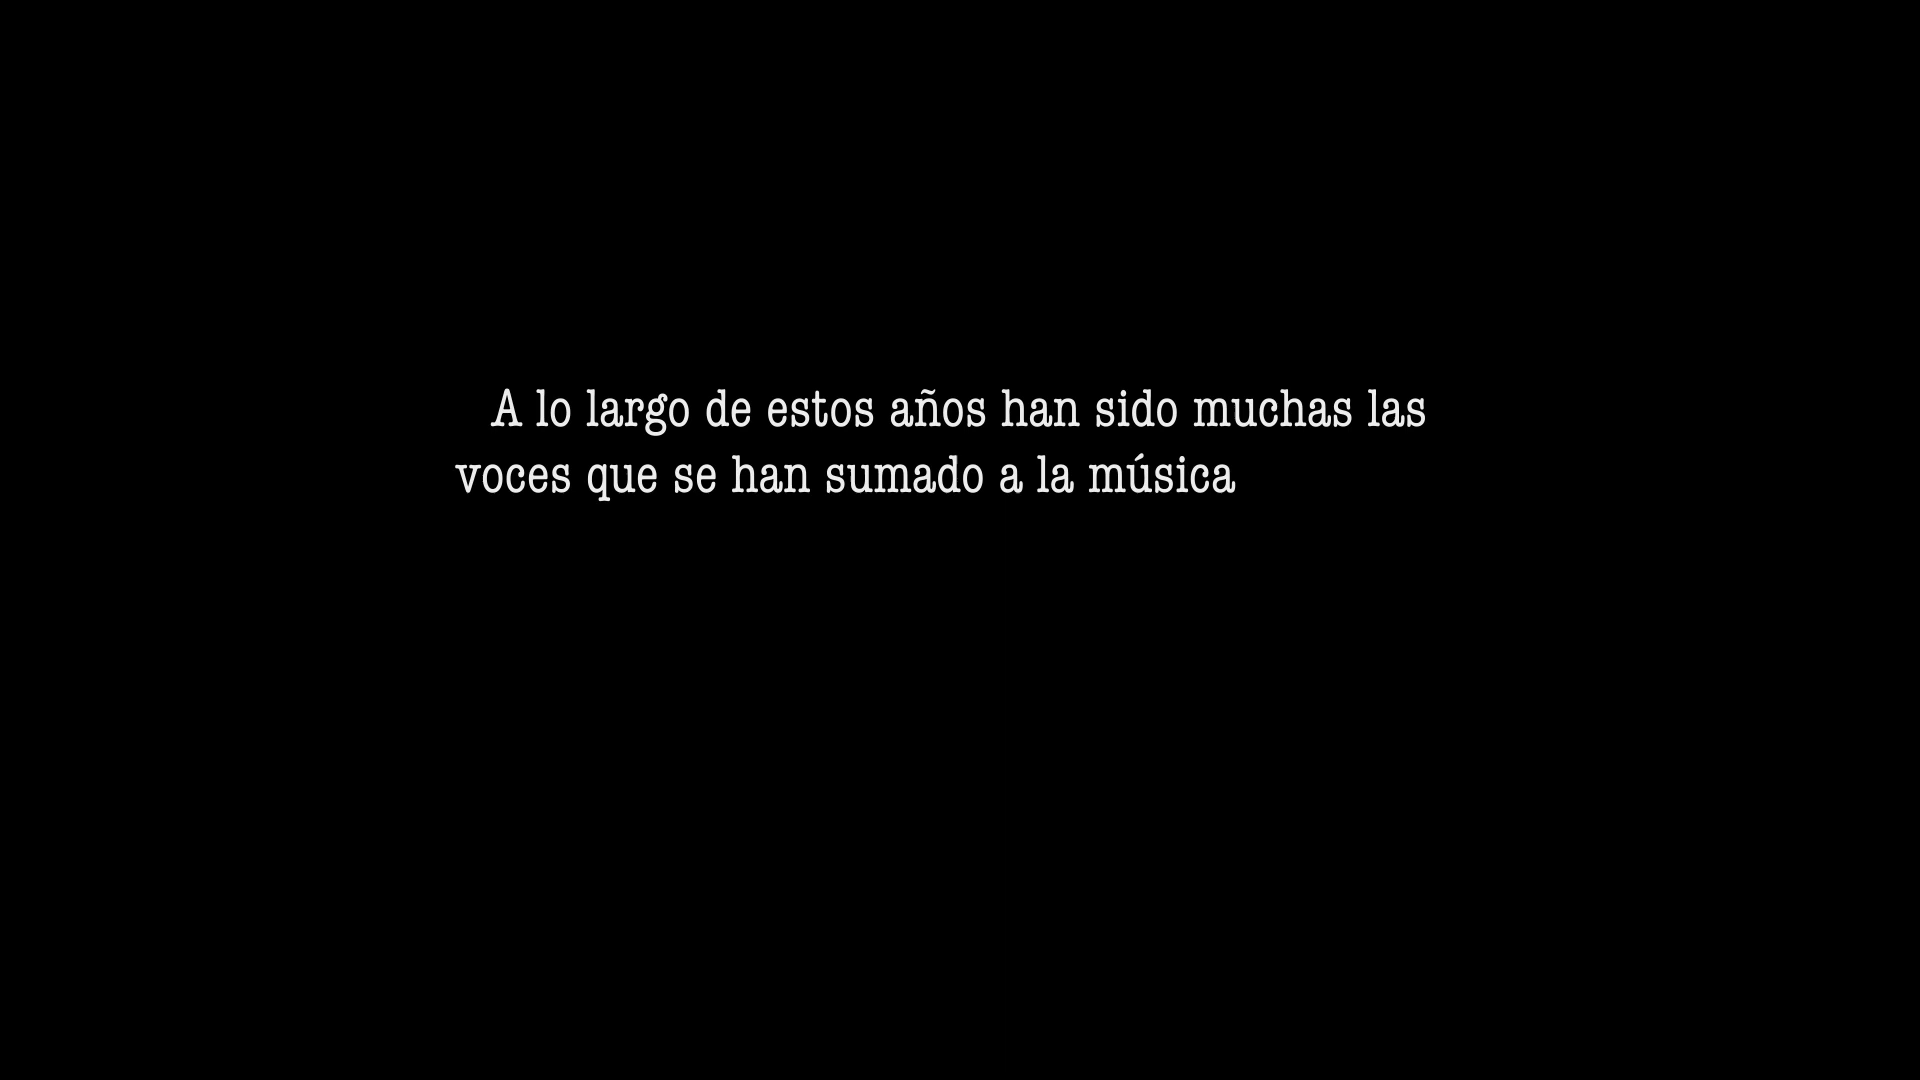 A lo largo de estos años han sido muchas las
voces que se han sumado a la música